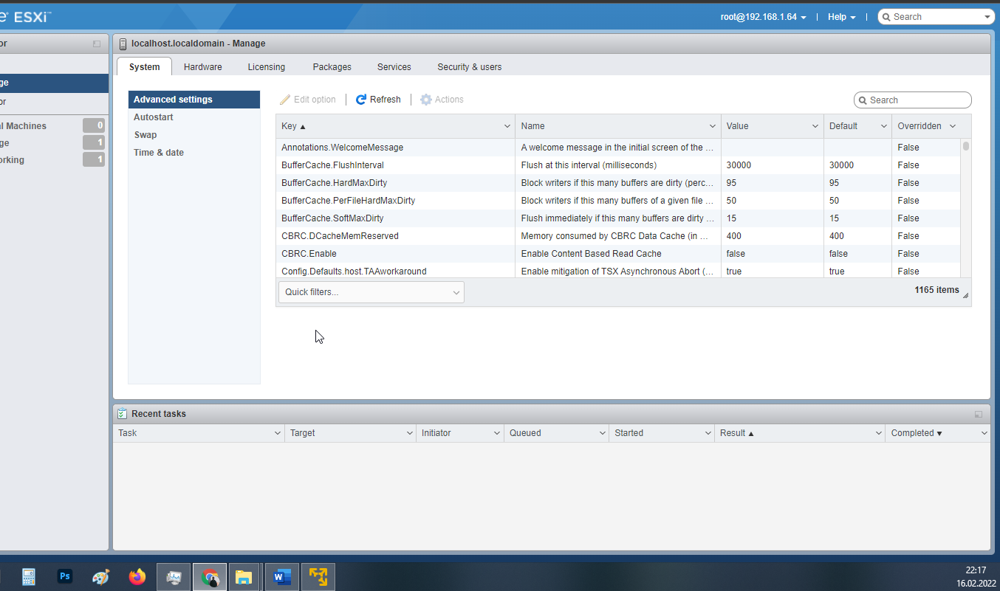 ESXi™
root@192.168.1.64 | Help | Search
localhost.localdomain - Manage
System Hardware Licensing Packages Services Security & users
l Machines 0
ge 1
orking 1
ge
or
or
Advanced settings
Autostart
Swap
Time & date
Edit option | Refresh | Actions
Search
Key ▲ Name Value Default Overridden
Annotations.WelcomeMessage A welcome message in the initial screen of the ... False
BufferCache.FlushInterval Flush at this interval (milliseconds) 30000 30000 False
BufferCache.HardMaxDirty Block writers if this many buffers are dirty (perc... 95 95 False
BufferCache.PerFileHardMaxDirty Block writers if this many buffers of a given file ... 50 50 False
BufferCache.SoftMaxDirty Flush immediately if this many buffers are dirty ... 15 15 False
CBRC.DCacheMemReserved Memory consumed by CBRC Data Cache (in ... 400 400 False
CBRC.Enable Enable Content Based Read Cache false false False
Config.Defaults.host.TAAworkaround Enable mitigation of TSX Asynchronous Abort (... true true False
Quick filters...
1165 items
Recent tasks
Task Target Initiator Queued Started Result ▲ Completed ▼
Ps
W
22:17
16.02.2022